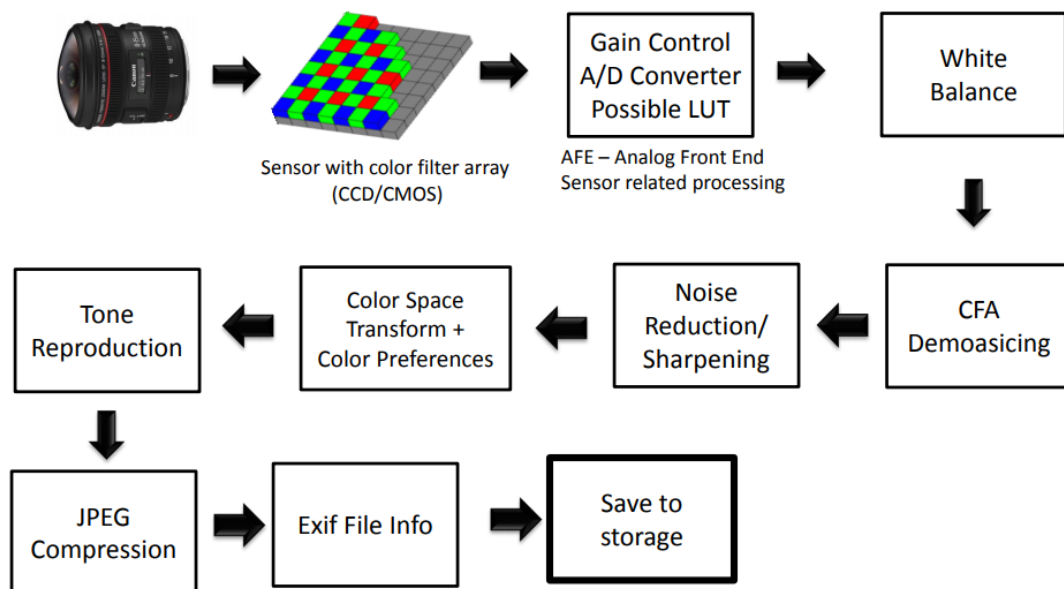 Canon
Gain Control
A/D Converter
Possible LUT
White
Balance
Sensor with color filter array
(CCD/CMOS)
AFE – Analog Front End
Sensor related processing
Tone
Reproduction
Color Space
Transform +
Color Preferences
Noise
Reduction/
Sharpening
CFA
Demoasicing
JPEG
Compression
Exif File Info
Save to
storage